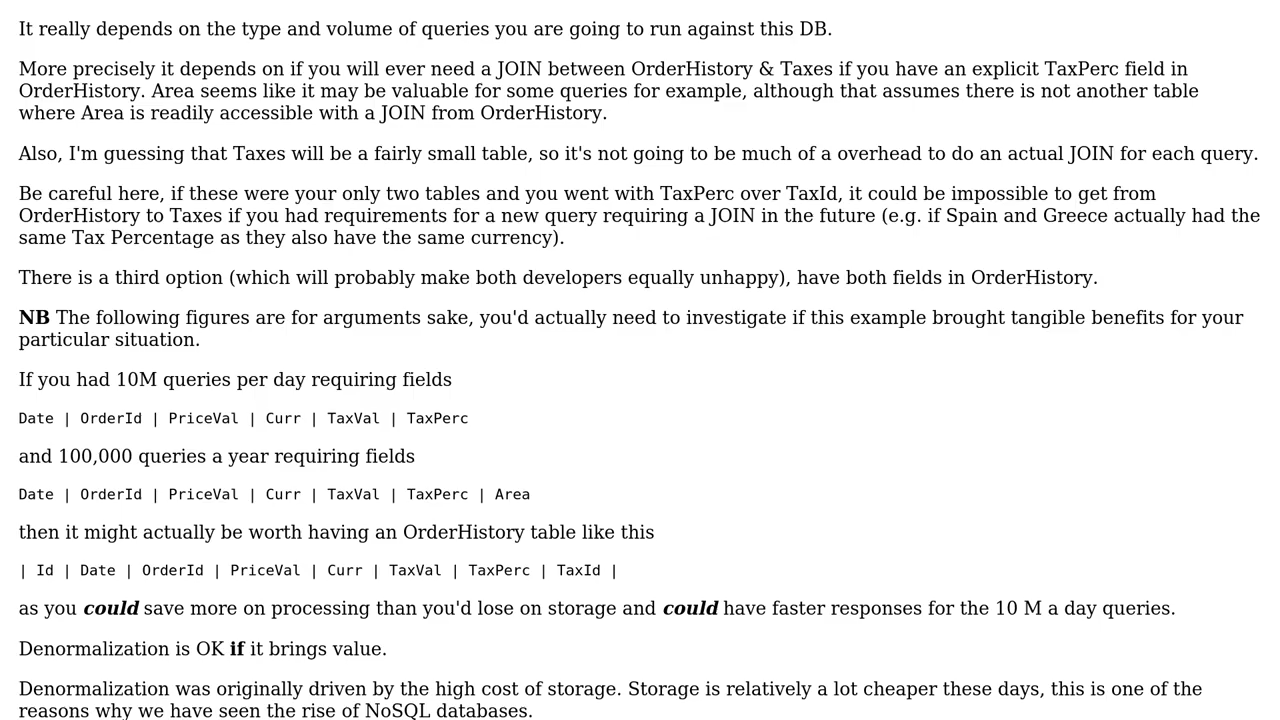 It really depends on the type and volume of queries you are going to run against this DB.
More precisely it depends on if you will ever need a JOIN between OrderHistory & Taxes if you have an explicit TaxPerc field in
OrderHistory. Area seems like it may be valuable for some queries for example, although that assumes there is not another table
where Area is readily accessible with a JOIN from OrderHistory.
Also, I'm guessing that Taxes will be a fairly small table, so it's not going to be much of a overhead to do an actual JOIN for each query.
Be careful here, if these were your only two tables and you went with TaxPerc over TaxId, it could be impossible to get from
OrderHistory to Taxes if you had requirements for a new query requiring a JOIN in the future (e.g. if Spain and Greece actually had the
same Tax Percentage as they also have the same currency).
There is a third option (which will probably make both developers equally unhappy), have both fields in OrderHistory.
NB The following figures are for arguments sake, you'd actually need to investigate if this example brought tangible benefits for your
particular situation.
If you had 10M queries per day requiring fields
Date | OrderId | PriceVal | Curr | TaxVal | TaxPerc
and 100,000 queries a year requiring fields
Date | OrderId | PriceVal | Curr | TaxVal | TaxPerc | Area
then it might actually be worth having an OrderHistory table like this
| Id | Date | OrderId | PriceVal | Curr | TaxVal | TaxPerc | TaxId |
as you could save more on processing than you'd lose on storage and could have faster responses for the 10 M a day queries.
Denormalization is OK if it brings value.
Denormalization was originally driven by the high cost of storage. Storage is relatively a lot cheaper these days, this is one of the
reasons why we have seen the rise of NoSQL databases.